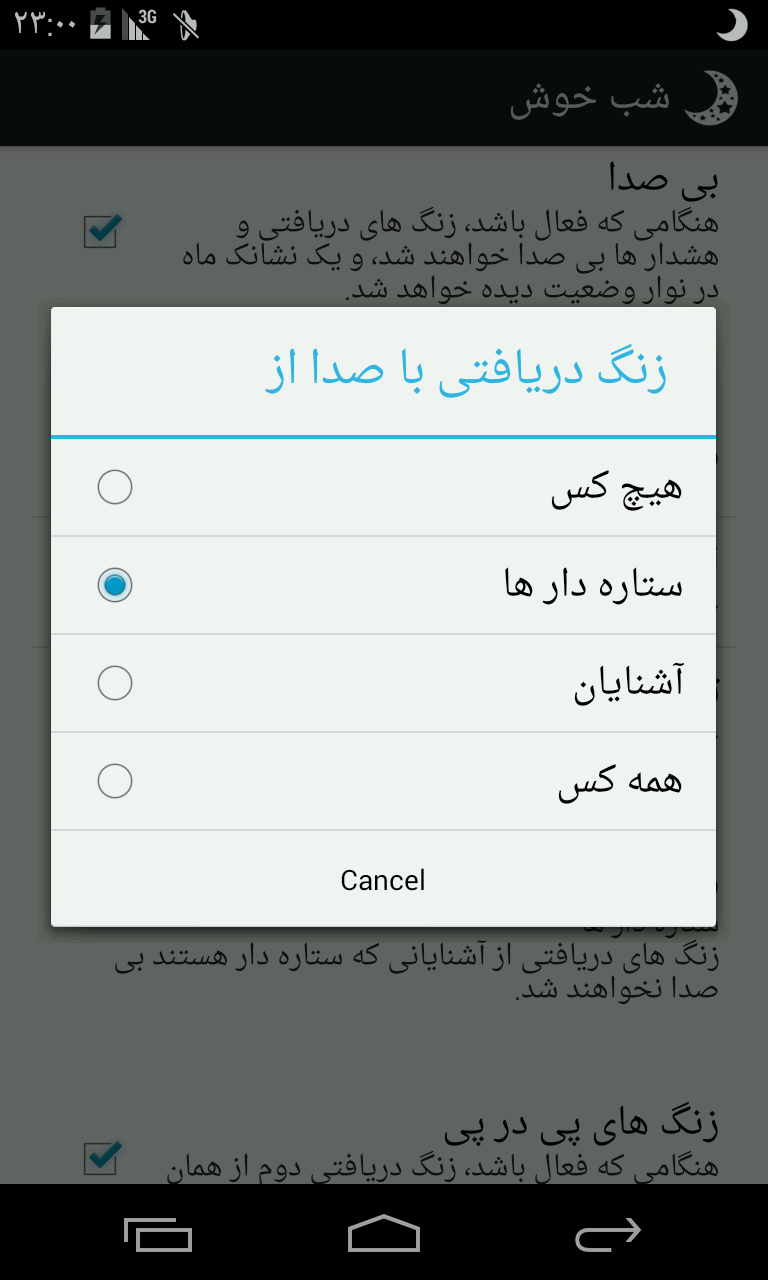 ۲۳:۰۰
3G
شب خوش
بی صدا
هنگامی که فعال باشد، زنگ های دریافتی و
هشدار ها بی صدا خواهند شد، و یک نشانک ماه
در نوار وضعیت دیده خواهد شد.
زنگ دریافتی با صدا از
هیچ کس
ستاره دار ها
آشنایان
همه کس
Cancel
ستاره دار ها
زنگ های دریافتی از آشنایانی که ستاره دار هستند بی
صدا نخواهند شد.
زنگ های پی در پی
هنگامی که فعال باشد، زنگ دریافتی دوم از همان